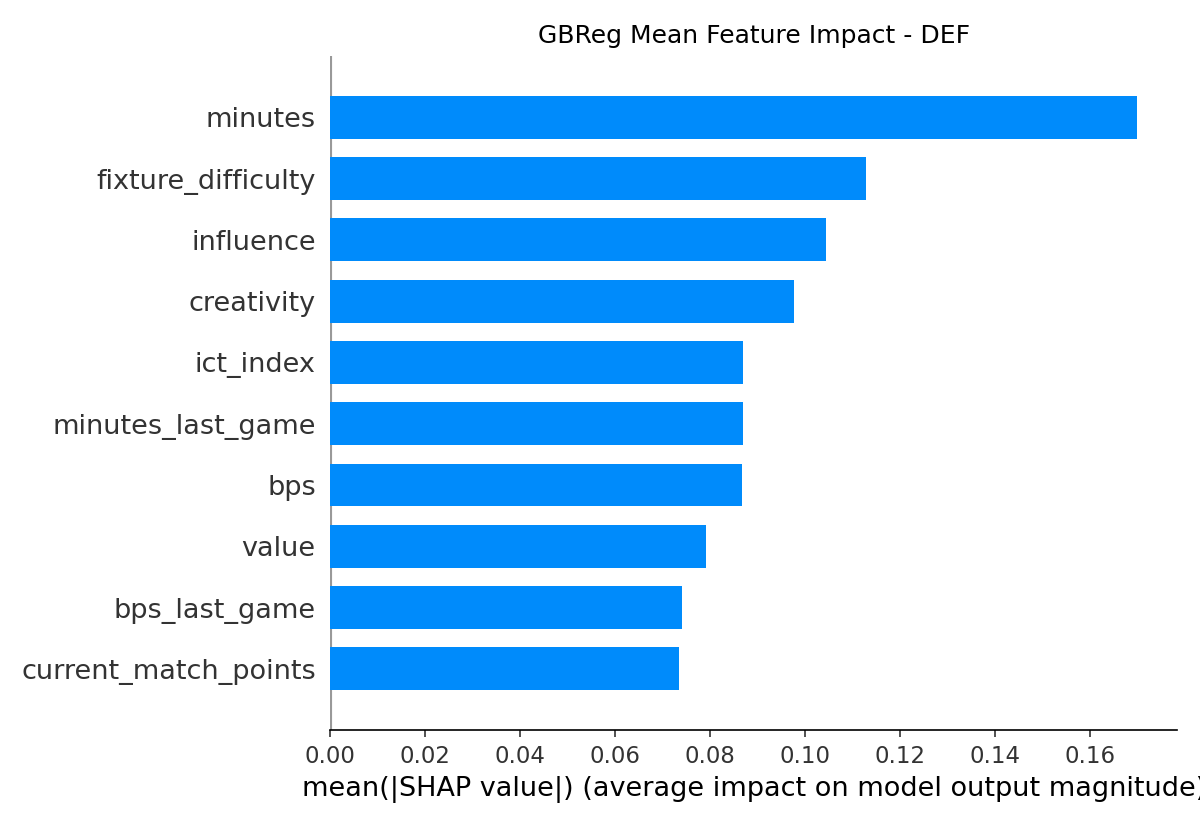 GBReg Mean Feature Impact - DEF
minutes
fixture_difficulty
influence
creativity
ict_index
minutes_last_game
bps
value
bps_last_game
current_match_points
0.00 0.02 0.04 0.06 0.08 0.10 0.12 0.14 0.16
mean(|SHAP value|) (average impact on model output magnitude)